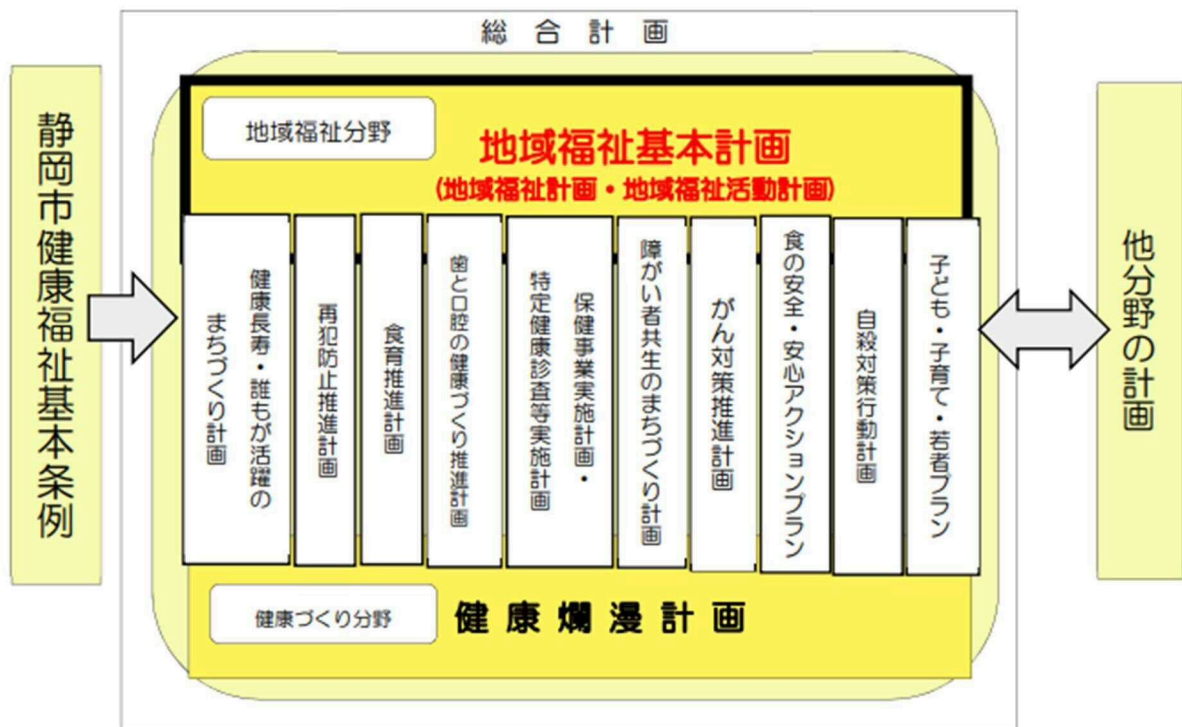 総合計画
静岡市健康福祉基本条例
地域福祉分野
地域福祉基本計画
(地域福祉計画・地域福祉活動計画)
健康長寿・誰もが活躍の
まちづくり計画
再犯防止推進計画
食育推進計画
歯と口腔の健康づくり推進計画
保健事業実施計画・
特定健康診査等実施計画
障がい者共生のまちづくり計画
がん対策推進計画
食の安全・安心アクションプラン
自殺対策行動計画
子ども・子育て・若者プラン
健康づくり分野
健康爛漫計画
他分野の計画